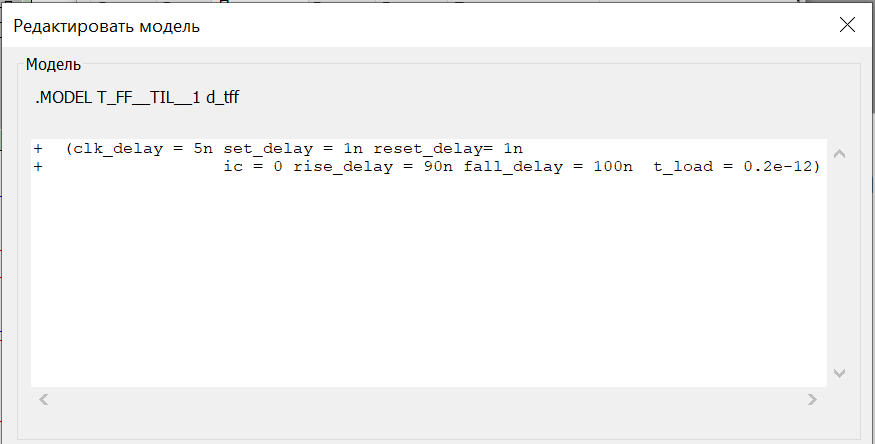 Редактировать модель
Модель
.MODEL T_FF__TIL__1 d_tff
+ (clk_delay = 5n set_delay = 1n reset_delay= 1n
+ ic = 0 rise_delay = 90n fall_delay = 100n t_load = 0.2e-12)